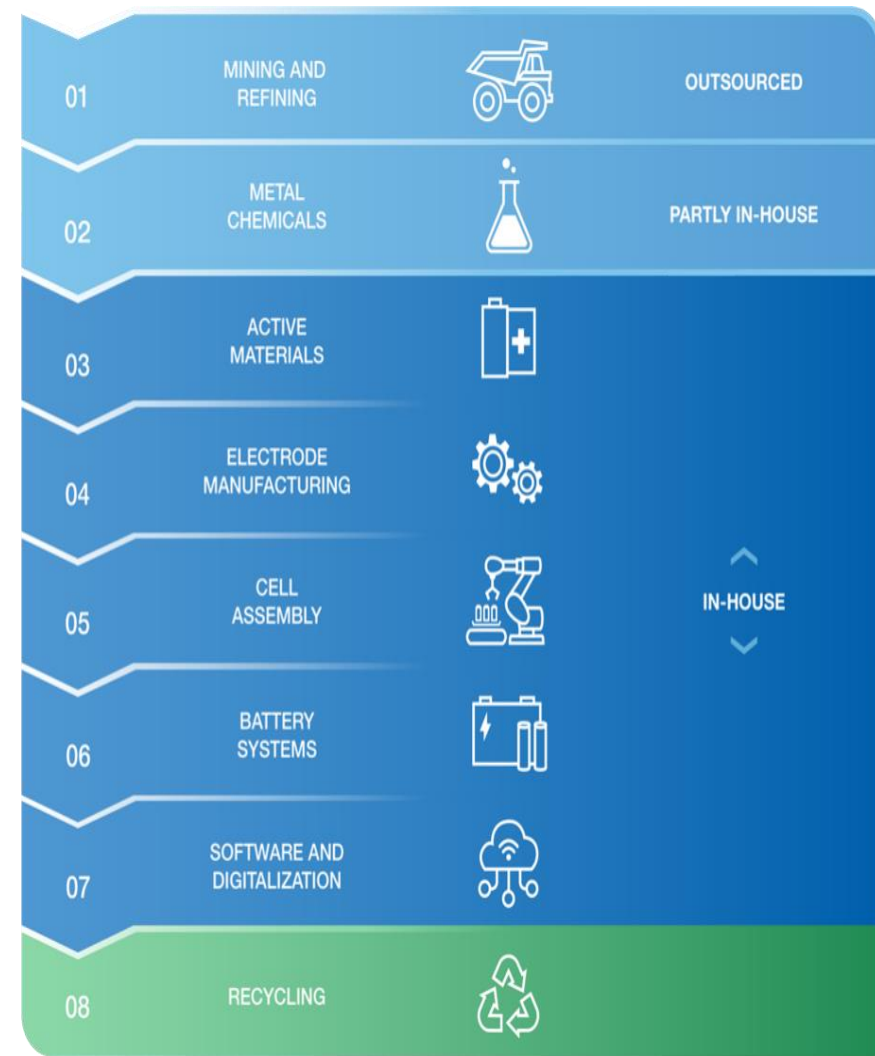 01
MINING AND
REFINING
OUTSOURCED
02
METAL
CHEMICALS
PARTLY IN-HOUSE
03
ACTIVE
MATERIALS
04
ELECTRODE
MANUFACTURING
05
CELL
ASSEMBLY
IN-HOUSE
06
BATTERY
SYSTEMS
07
SOFTWARE AND
DIGITALIZATION
08
RECYCLING